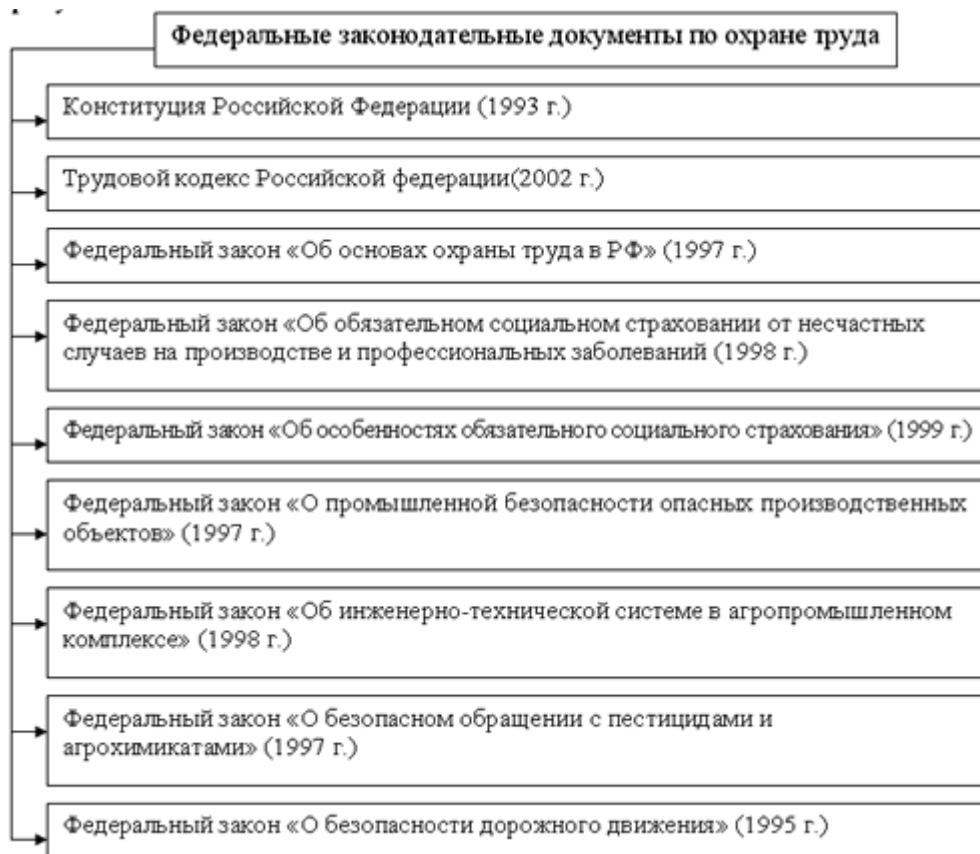 Федеральные законодательные документы по охране труда
Конституция Российской Федерации (1993 г.)
Трудовой кодекс Российской федерации(2002 г.)
Федеральный закон «Об основах охраны труда в РФ» (1997 г.)
Федеральный закон «Об обязательном социальном страховании от несчастных
случаев на производстве и профессиональных заболеваний (1998 г.)
Федеральный закон «Об особенностях обязательного социального страхования» (1999 г.)
Федеральный закон «О промышленной безопасности опасных производственных
объектов» (1997 г.)
Федеральный закон «Об инженерно-технической системе в агропромышленном
комплексе» (1998 г.)
Федеральный закон «О безопасном обращении с пестицидами и
агрохимикатами» (1997 г.)
Федеральный закон «О безопасности дорожного движения» (1995 г.)